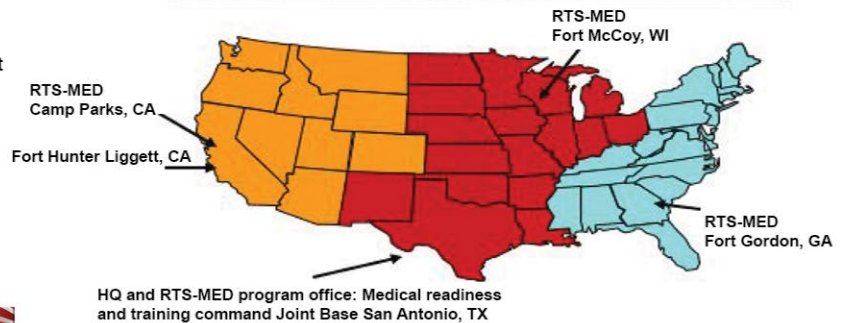 RTS-MED
Fort McCoy, WI
RTS-MED
Camp Parks, CA
Fort Hunter Liggett, CA
RTS-MED
Fort Gordon, GA
HQ and RTS-MED program office: Medical readiness
and training command Joint Base San Antonio, TX